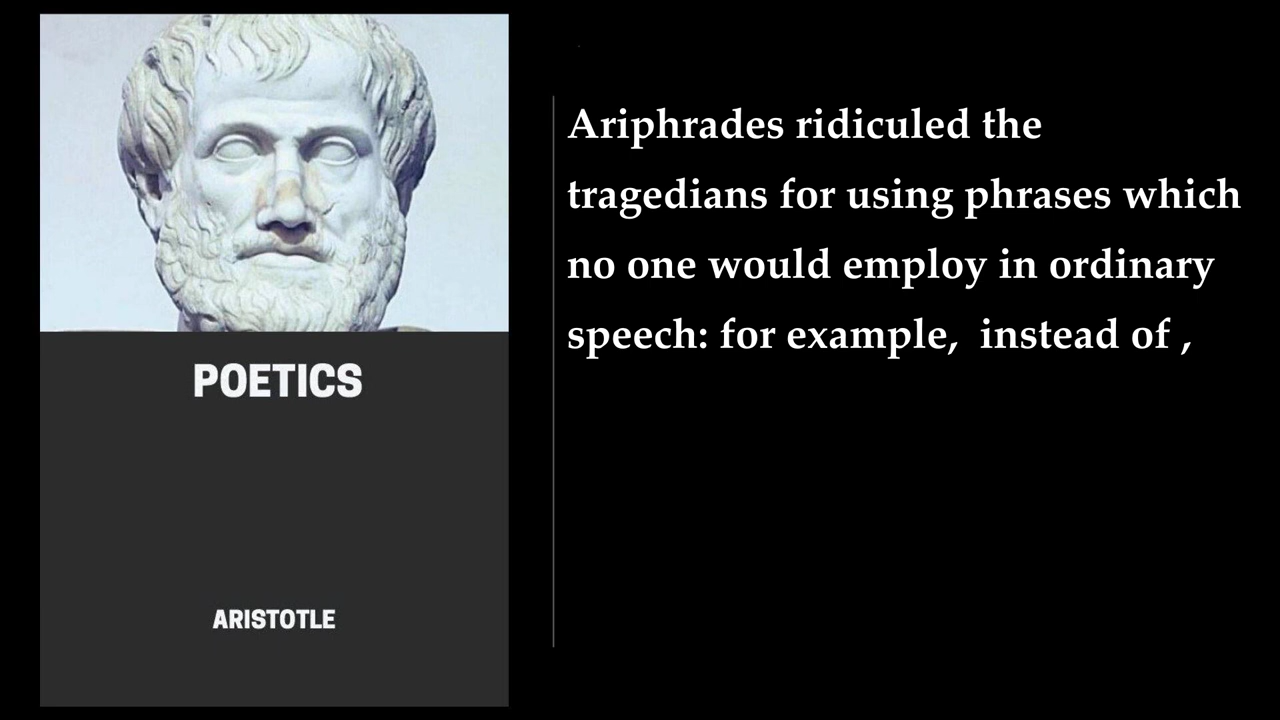 POETICS
ARISTOTLE
Ariphrades ridiculed the
tragedians for using phrases which
no one would employ in ordinary
speech: for example,  instead of ,